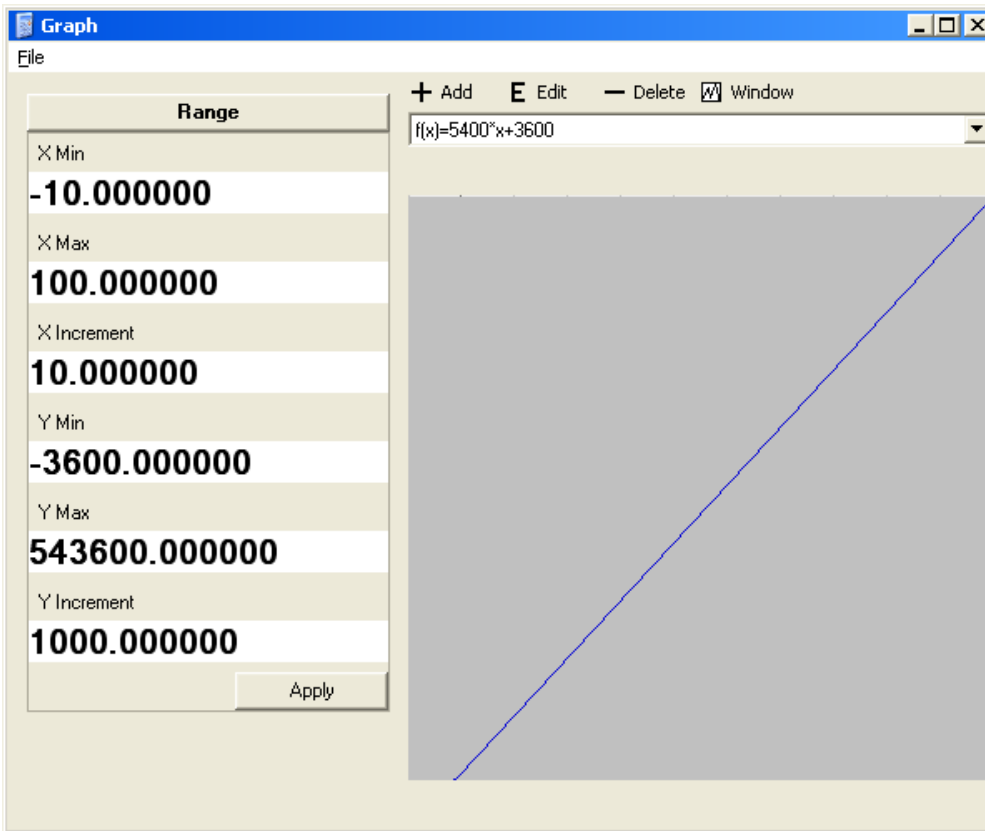 Graph
File
Range
X Min
-10.000000
X Max
100.000000
X Increment
10.000000
Y Min
-3600.000000
Y Max
543600.000000
Y Increment
1000.000000
Apply
+ Add E Edit — Delete Window
f(x)=5400*x+3600